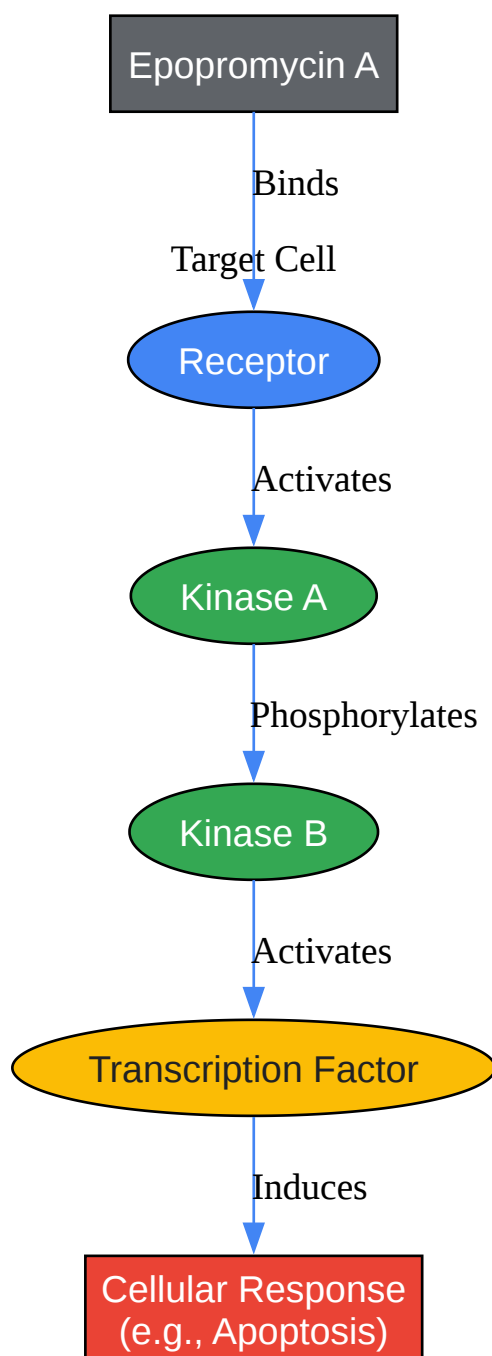 Epopromycin A
Binds
Target Cell
Receptor
Activates
Kinase A
Phosphorylates
Kinase B
Activates
Transcription Factor
Induces
Cellular Response
(e.g., Apoptosis)